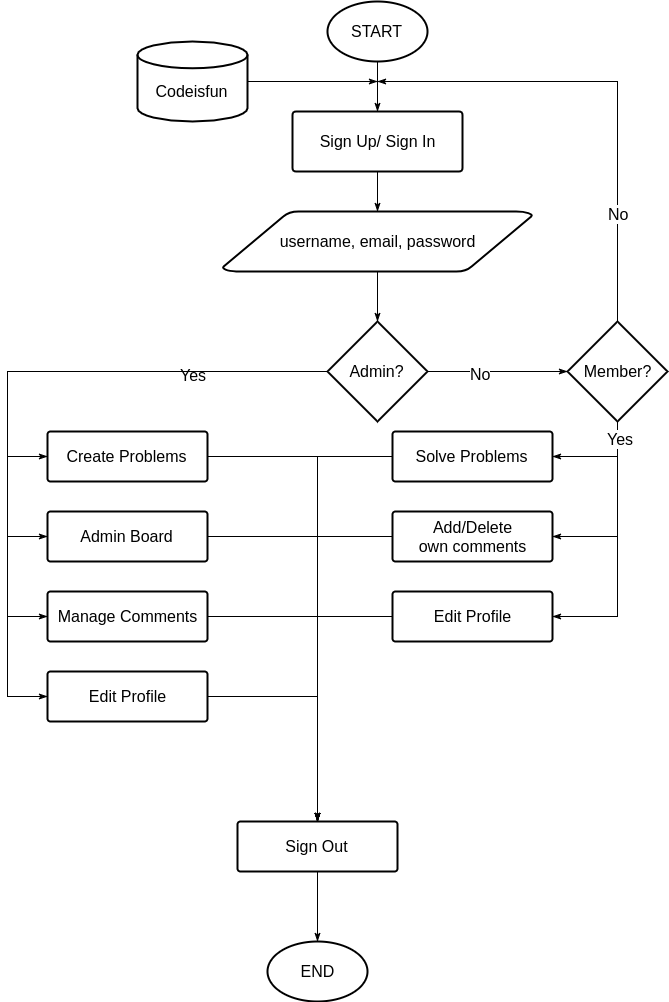 START
Codeisfun
Sign Up/ Sign In
No
username, email, password
Admin?
Member?
Yes
No
Yes
Create Problems
Solve Problems
Admin Board
Add/Delete
own comments
Manage Comments
Edit Profile
Edit Profile
Sign Out
END